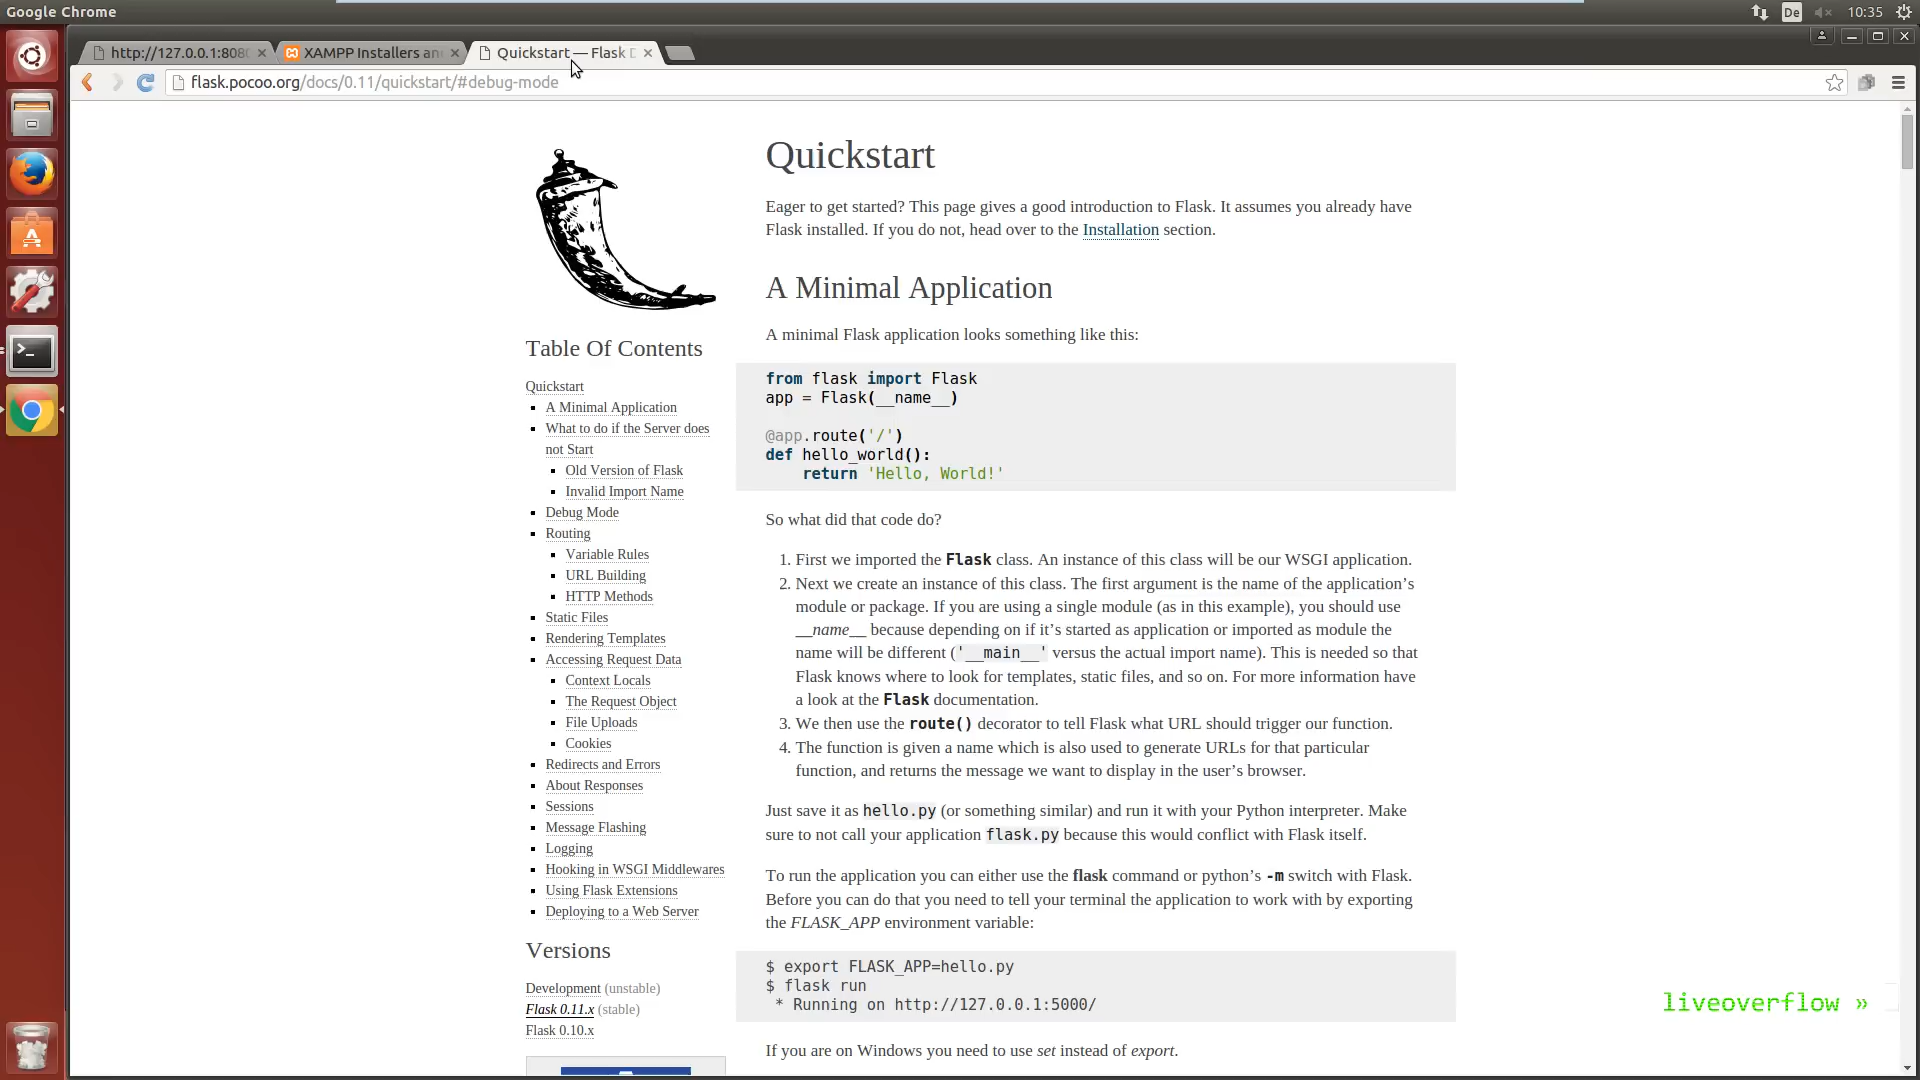 Google Chrome
De
10:35
http://127.0.0.1:808
XAMPP Installers an
Quickstart — Flask D
flask.pocoo.org/docs/0.11/quickstart/#debug-mode
Quickstart
Eager to get started? This page gives a good introduction to Flask. It assumes you already have
Flask installed. If you do not, head over to the Installation section.
A Minimal Application
A minimal Flask application looks something like this:
from flask import Flask
app = Flask(__name__)
@app.route('/')
def hello_world():
    return 'Hello, World!'
So what did that code do?
1. First we imported the Flask class. An instance of this class will be our WSGI application.
2. Next we create an instance of this class. The first argument is the name of the application’s
module or package. If you are using a single module (as in this example), you should use
__name__ because depending on if it’s started as application or imported as module the
name will be different ('__main__' versus the actual import name). This is needed so that
Flask knows where to look for templates, static files, and so on. For more information have
a look at the Flask documentation.
3. We then use the route() decorator to tell Flask what URL should trigger our function.
4. The function is given a name which is also used to generate URLs for that particular
function, and returns the message we want to display in the user’s browser.
Just save it as hello.py (or something similar) and run it with your Python interpreter. Make
sure to not call your application flask.py because this would conflict with Flask itself.
To run the application you can either use the flask command or python’s -m switch with Flask.
Before you can do that you need to tell your terminal the application to work with by exporting
the FLASK_APP environment variable:
$ export FLASK_APP=hello.py
$ flask run
 * Running on http://127.0.0.1:5000/
If you are on Windows you need to use set instead of export.
Table Of Contents
Quickstart
A Minimal Application
What to do if the Server does
not Start
Old Version of Flask
Invalid Import Name
Debug Mode
Routing
Variable Rules
URL Building
HTTP Methods
Static Files
Rendering Templates
Accessing Request Data
Context Locals
The Request Object
File Uploads
Cookies
Redirects and Errors
About Responses
Sessions
Message Flashing
Logging
Hooking in WSGI Middlewares
Using Flask Extensions
Deploying to a Web Server
Versions
Development (unstable)
Flask 0.11.x (stable)
Flask 0.10.x
liveoverflow »